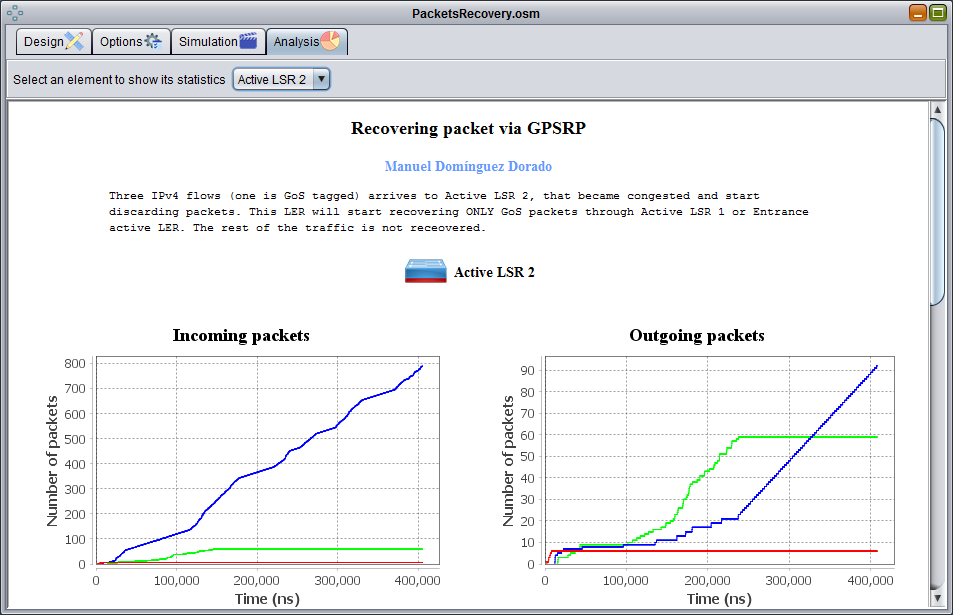 PacketsRecovery.osm
Design Options Simulation Analysis
Select an element to show its statistics Active LSR 2
Recovering packet via GPSRP
Manuel Domínguez Dorado
Three IPv4 flows (one is GoS tagged) arrives to Active LSR 2, that became congested and start
discarding packets. This LER will start recovering ONLY GoS packets through Active LSR 1 or Entrance
active LER. The rest of the traffic is not receovered.
Active LSR 2
Incoming packets
Number of packets
800
700
600
500
400
300
200
100
0
0 100,000 200,000 300,000 400,000
Time (ns)
Outgoing packets
Number of packets
90
80
70
60
50
40
30
20
10
0
0 100,000 200,000 300,000 400,000
Time (ns)